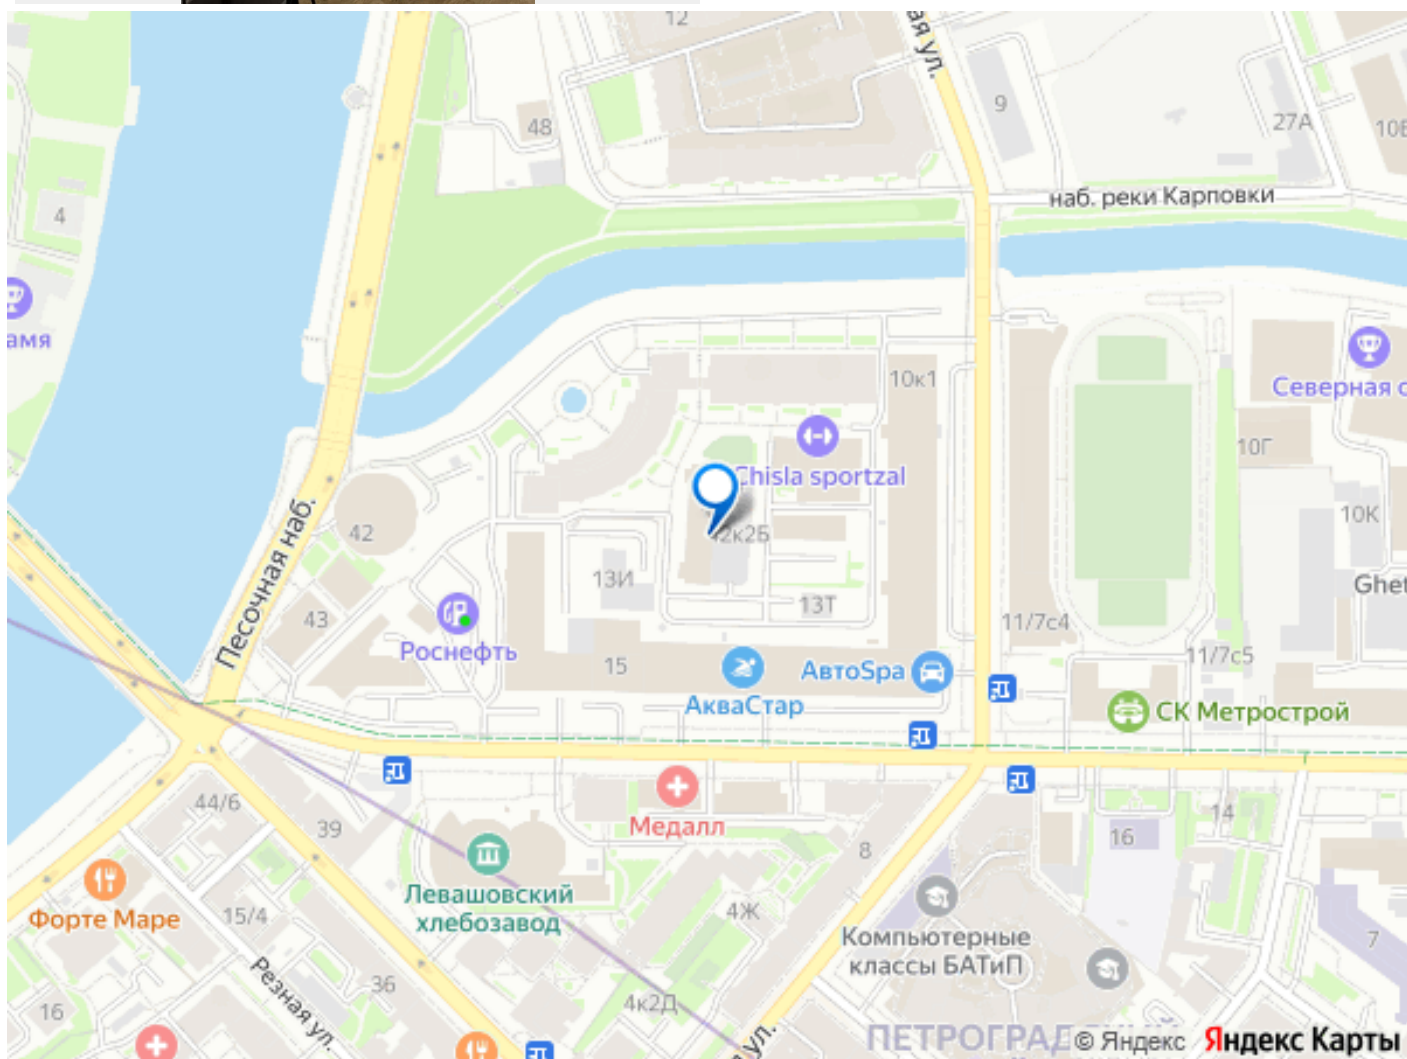 12
ая ул.
9
27А
10Б
48
наб. реки Карповки
4
амя
10к1
Северная с
Chisla sportzal
10Г
42
2к2Б
10К
Песочная наб.
13И
Ghet
13Т
43
11/7с4
Роснефть
15
АвтоSpa
11/7с5
АкваСтар
СК Метрострой
44/6
39
Медалл
14
16
8
Левашовский
хлебозавод
Форте Маре
15/4
4Ж
Компьютерные
классы БАТиП
7
Резная ул.
36
16
4к2Д
ул.
ПЕТРОГРАД
© Яндекс Яндекс Карты